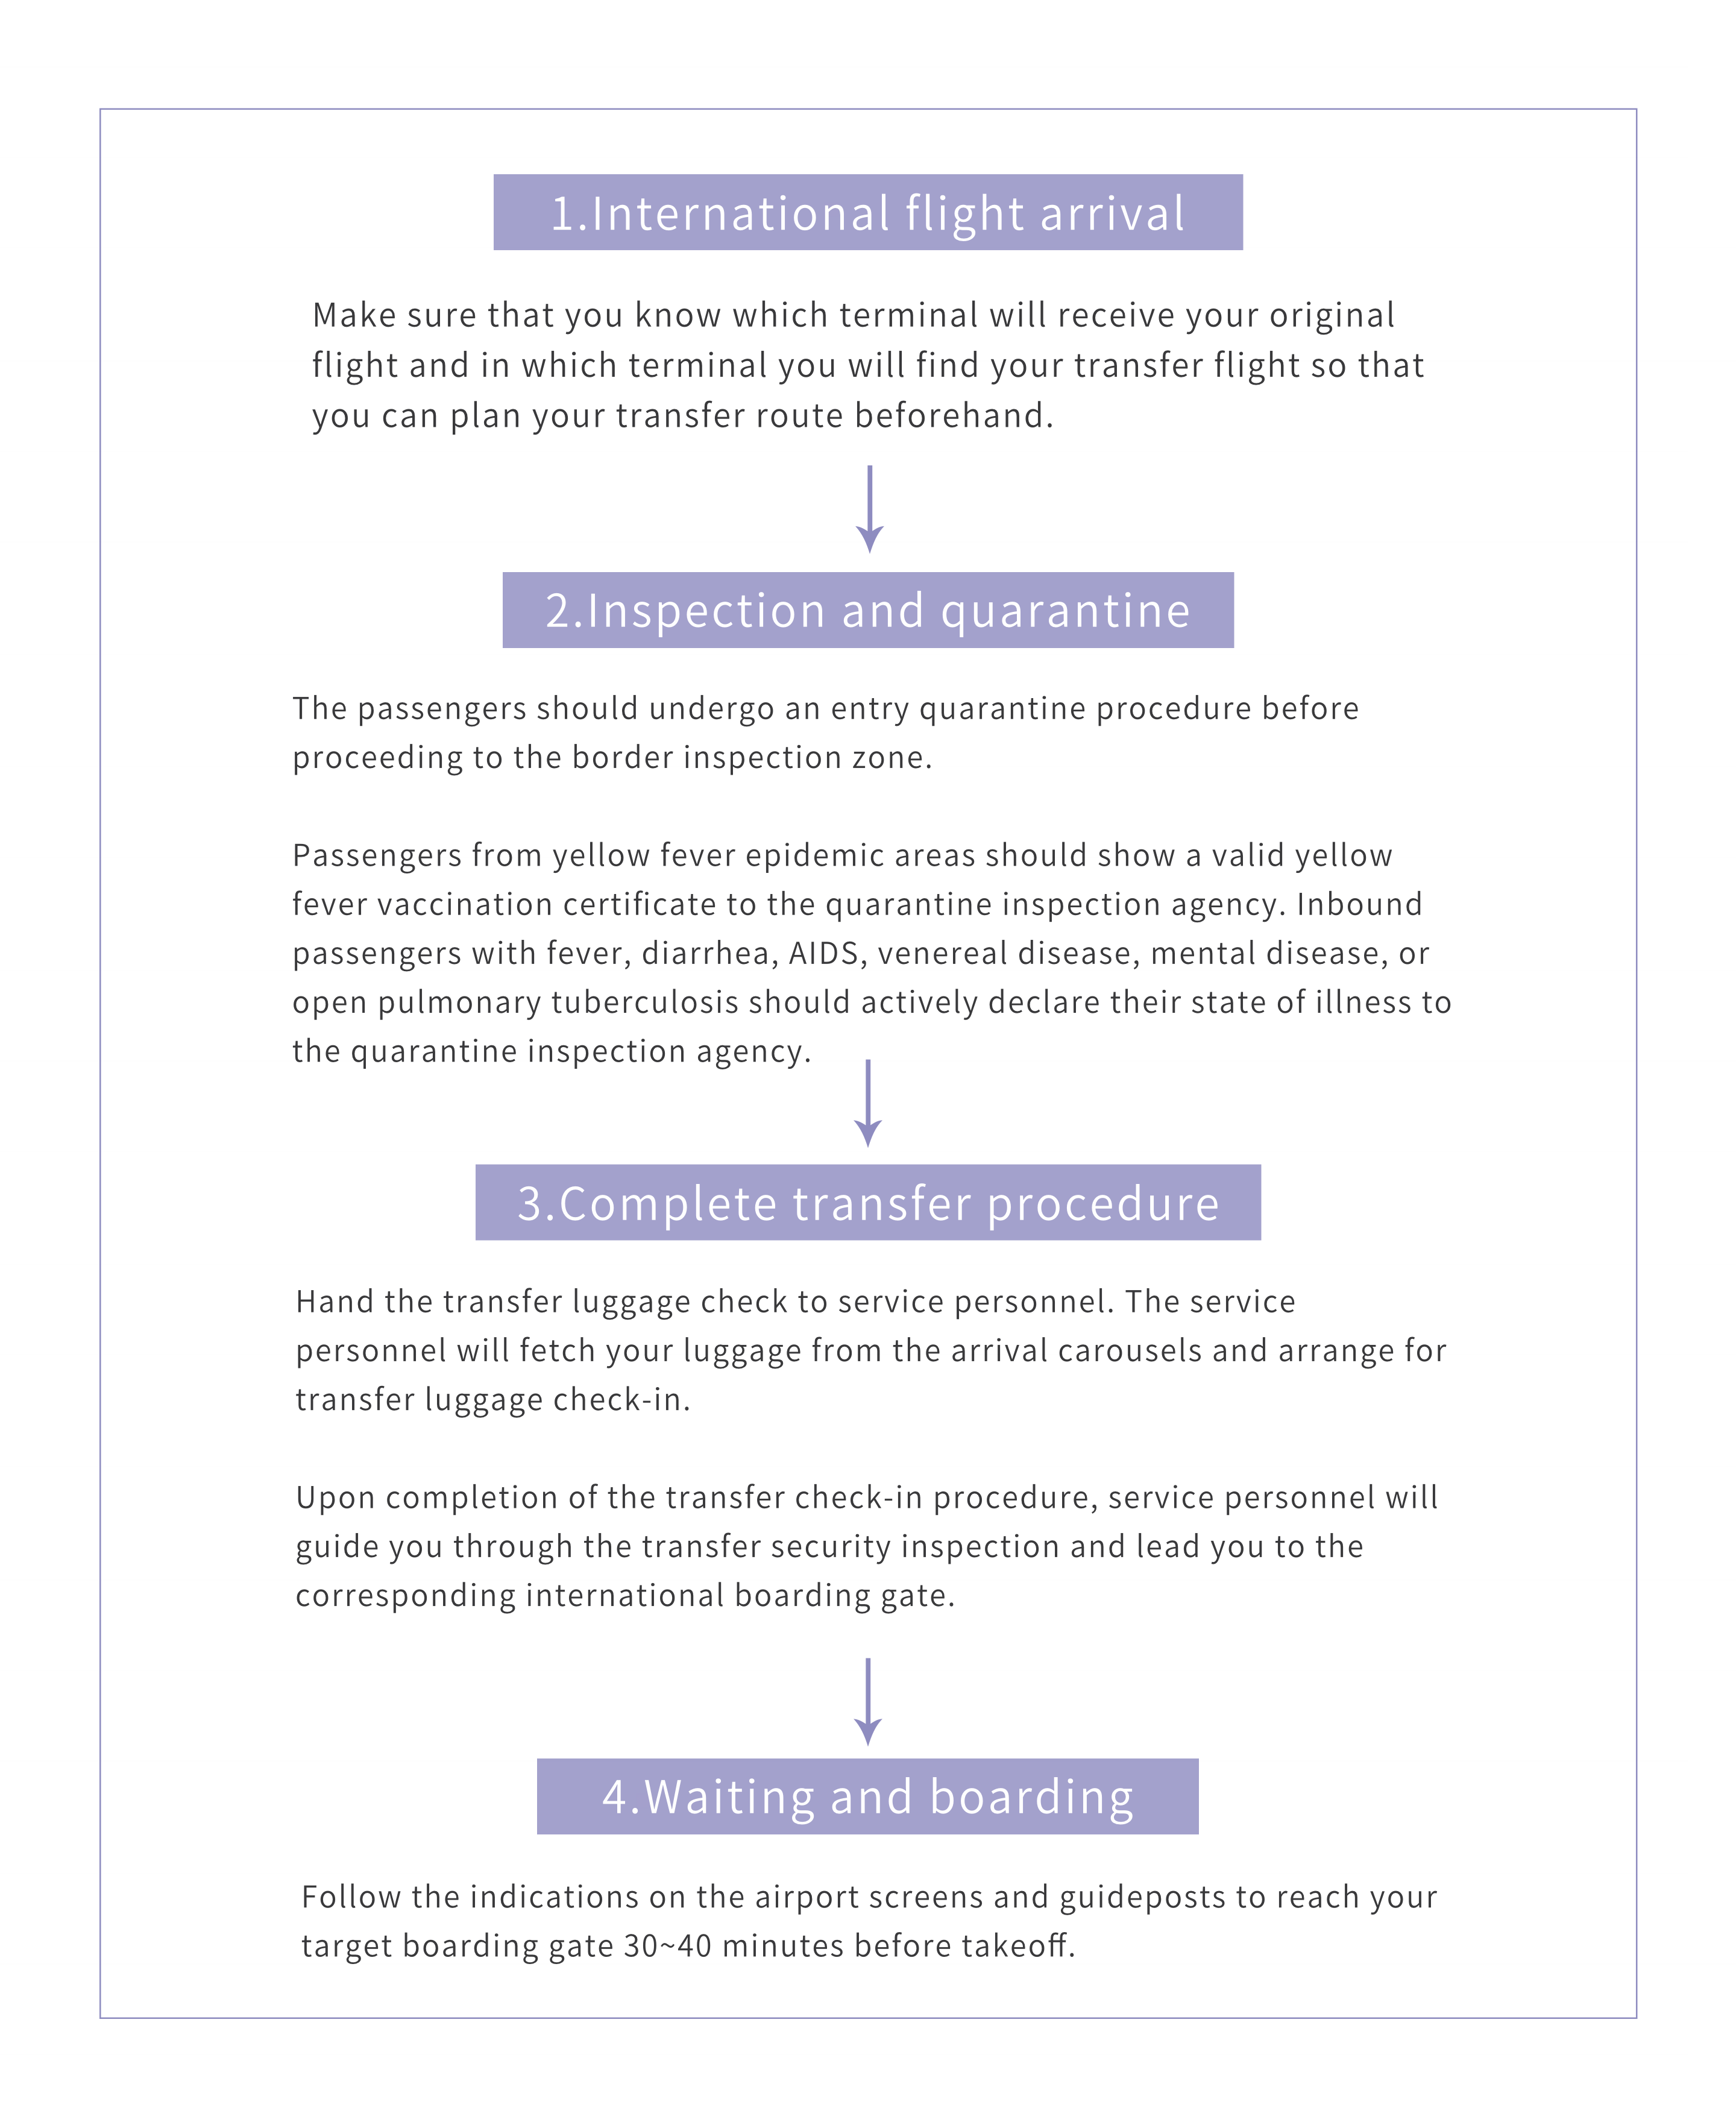 1.International flight arrival
Make sure that you know which terminal will receive your original
flight and in which terminal you will find your transfer flight so that
you can plan your transfer route beforehand.
2.Inspection and quarantine
The passengers should undergo an entry quarantine procedure before
proceeding to the border inspection zone.
Passengers from yellow fever epidemic areas should show a valid yellow
fever vaccination certificate to the quarantine inspection agency. Inbound
passengers with fever, diarrhea, AIDS, venereal disease, mental disease, or
open pulmonary tuberculosis should actively declare their state of illness to
the quarantine inspection agency.
3.Complete transfer procedure
Hand the transfer luggage check to service personnel. The service
personnel will fetch your luggage from the arrival carousels and arrange for
transfer luggage check-in.
Upon completion of the transfer check-in procedure, service personnel will
guide you through the transfer security inspection and lead you to the
corresponding international boarding gate.
4.Waiting and boarding
Follow the indications on the airport screens and guideposts to reach your
target boarding gate 30~40 minutes before takeoff.